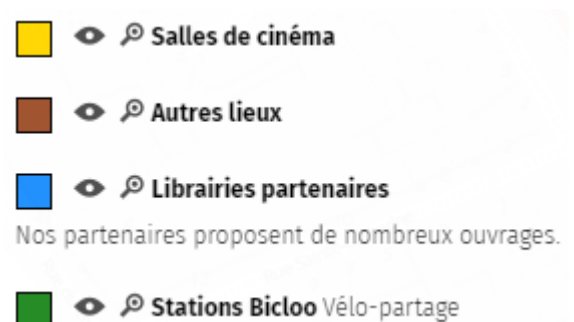 Salles de cinéma
Autres lieux
Librairies partenaires
Nos partenaires proposent de nombreux ouvrages.
Stations Bicloo Vélo-partage